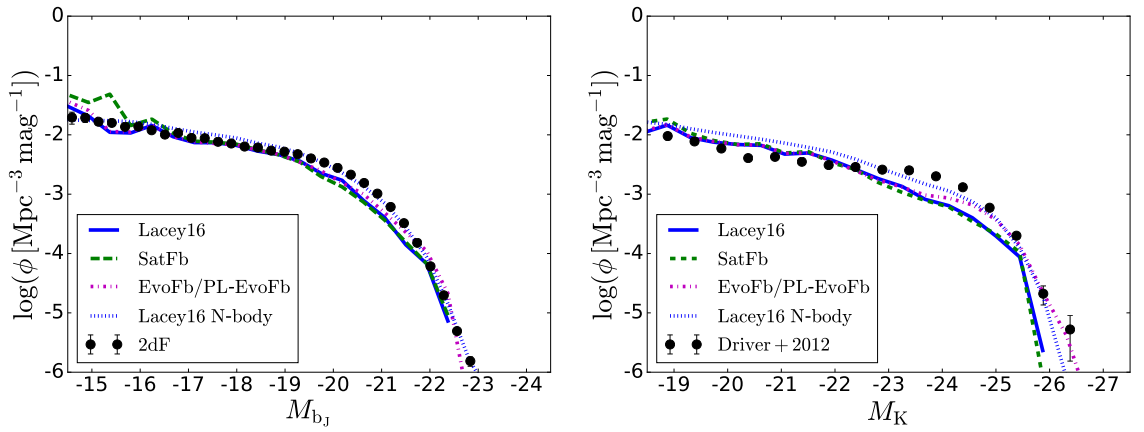 0
-1
-2
-3
-4
-5
-6
log(ϕ [Mpc⁻³ mag⁻¹])
Lacey16
SatFb
EvoFb/PL-EvoFb
Lacey16 N-body
2dF
-15 -16 -17 -18 -19 -20 -21 -22 -23 -24
M_bJ
0
-1
-2
-3
-4
-5
-6
log(ϕ [Mpc⁻³ mag⁻¹])
Lacey16
SatFb
EvoFb/PL-EvoFb
Lacey16 N-body
Driver+2012
-19 -20 -21 -22 -23 -24 -25 -26 -27
M_K